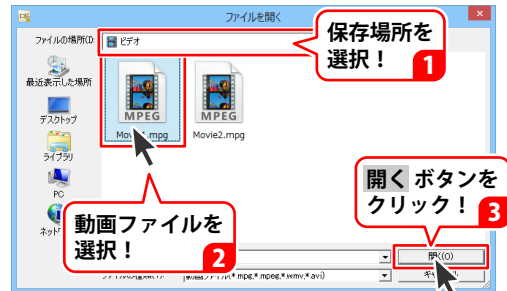 ファイルを開く
ファイルの場所(I):
ビデオ
保存場所を
選択！
1
最近表示した場所
デスクトップ
ライブラリ
PC
MPEG
MPEG
Movie2.mpg
動画ファイルを
選択！
2
開く ボタンを
クリック！
3
開く(O)
動画ファイル(*.mpg,*.mpeg,*.wmv,*.avi)